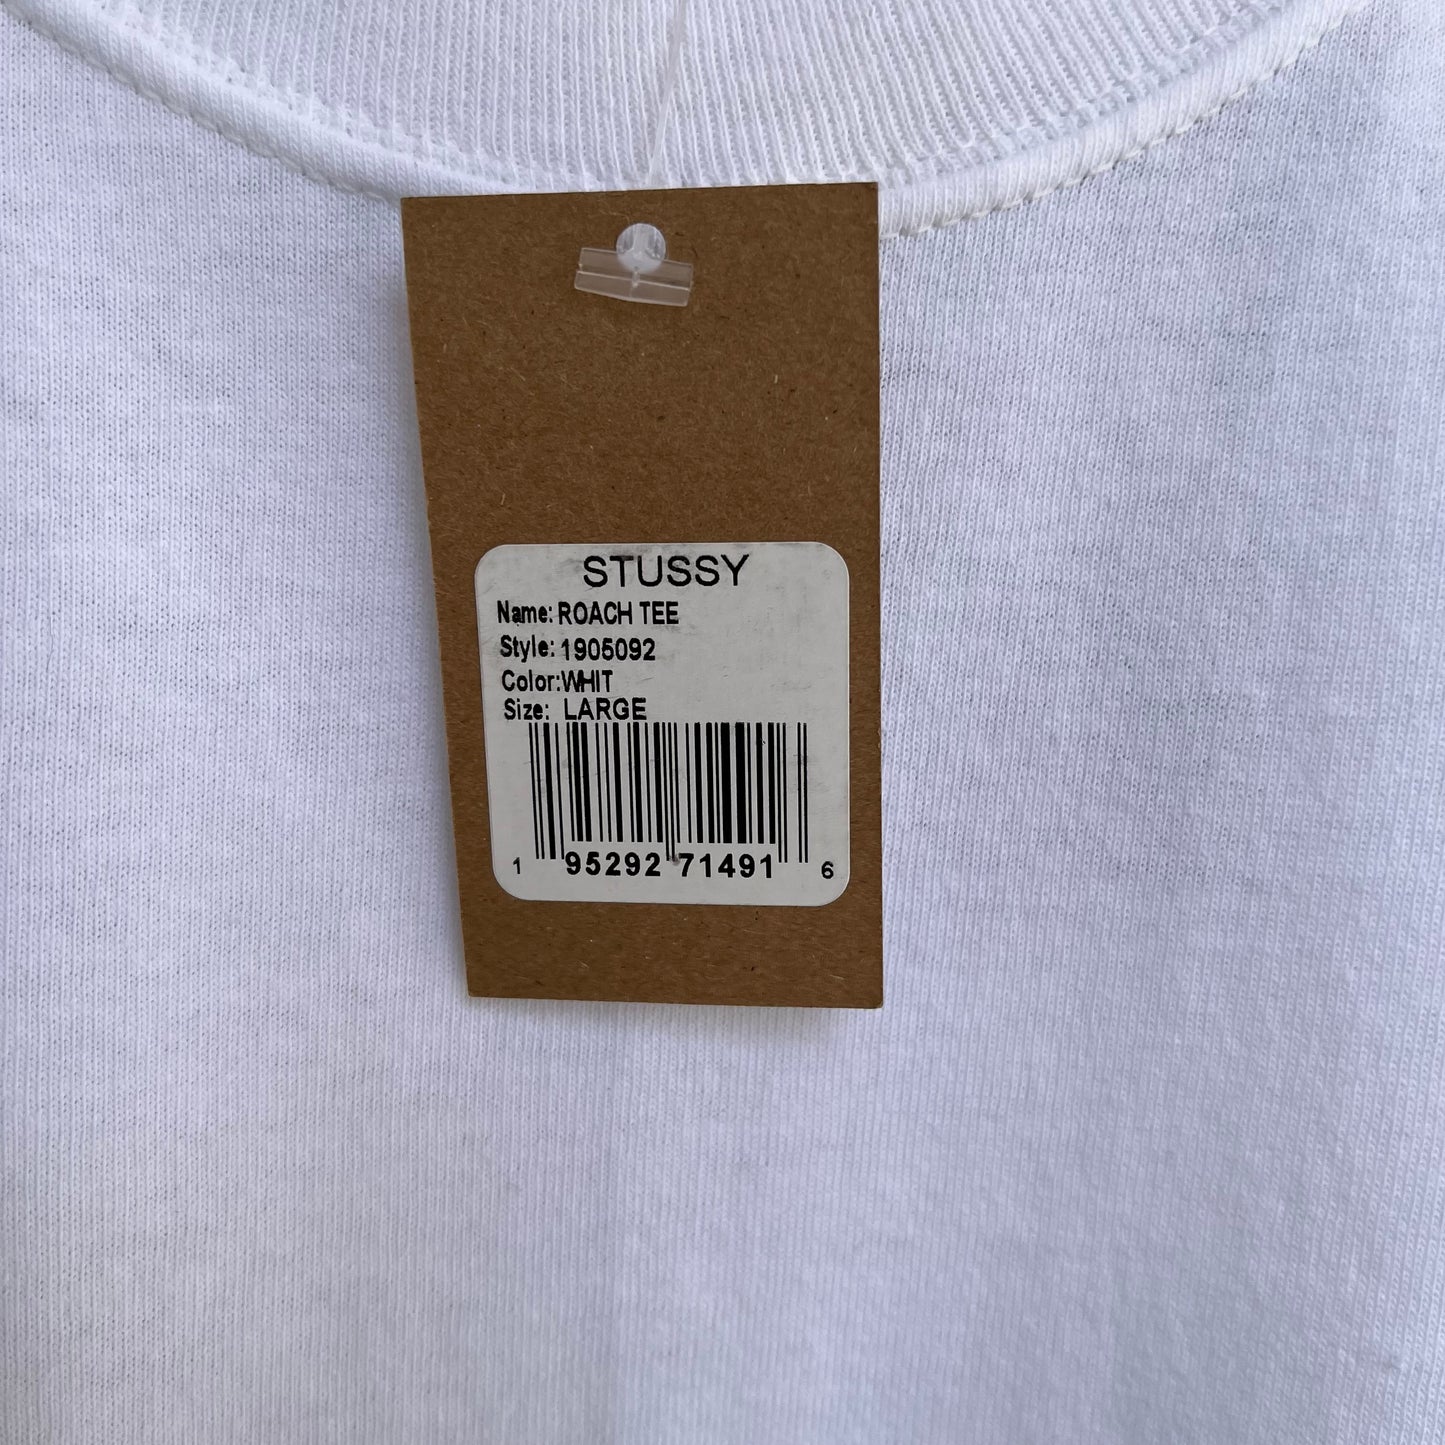 STUSSY
Name: ROACH TEE
Style: 1905092
Color:WHIT
Size: LARGE
1 95292 71491 6